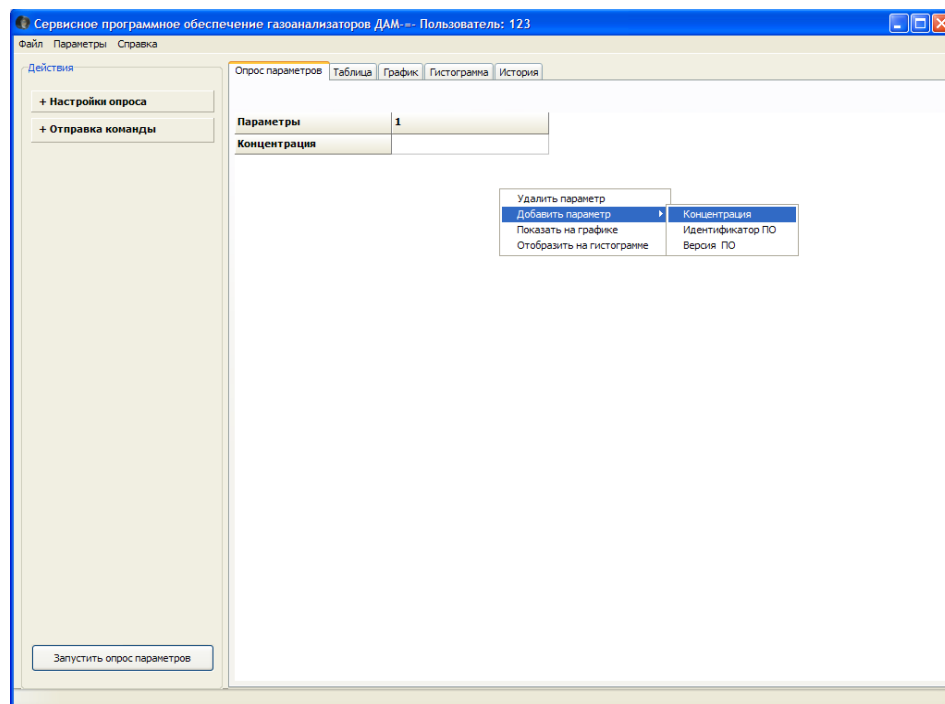 Сервисное программное обеспечение газоанализаторов ДАМ-=- Пользователь: 123
Файл Параметры Справка
Действия
+ Настройки опроса
+ Отправка команды
Запустить опрос параметров
Опрос параметров Таблица График Гистограмма История
Параметры 1
Концентрация
Удалить параметр
Добавить параметр
Показать на графике
Отобразить на гистограмме
Концентрация
Идентификатор ПО
Версия ПО